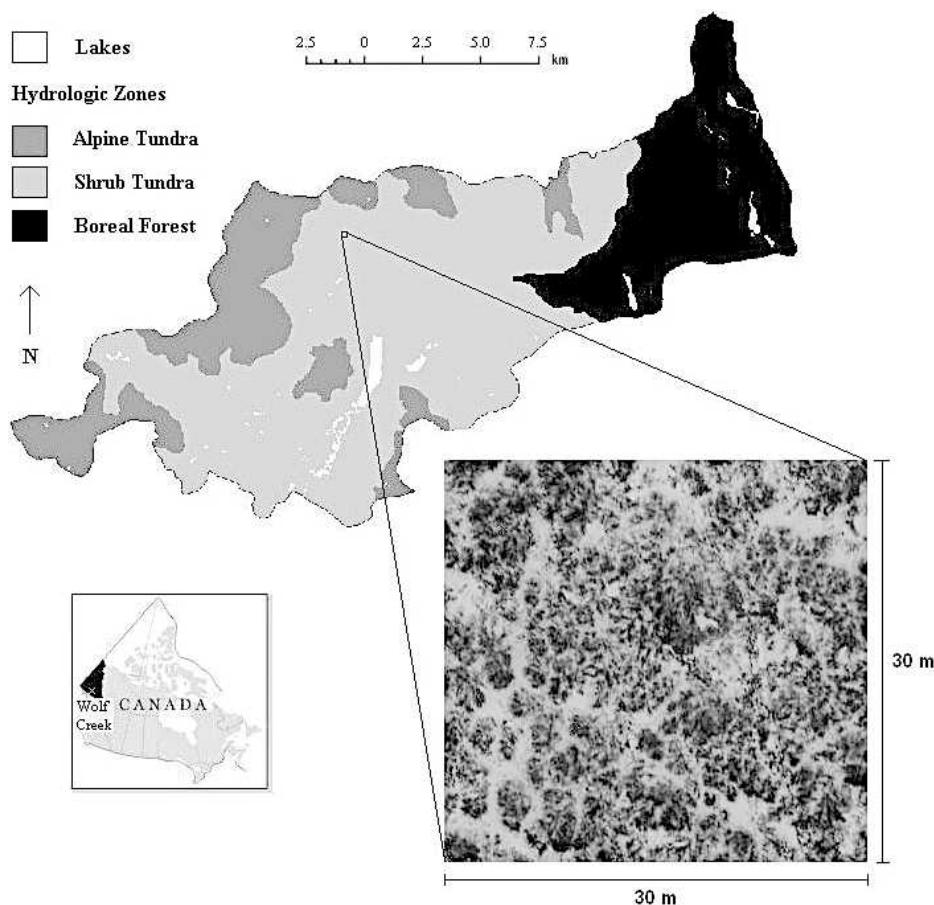 Lakes
Hydrologic Zones
Alpine Tundra
Shrub Tundra
Boreal Forest
2.5 0 2.5 5.0 7.5
km
N
CANADA
Wolf
Creek
30 m
30 m